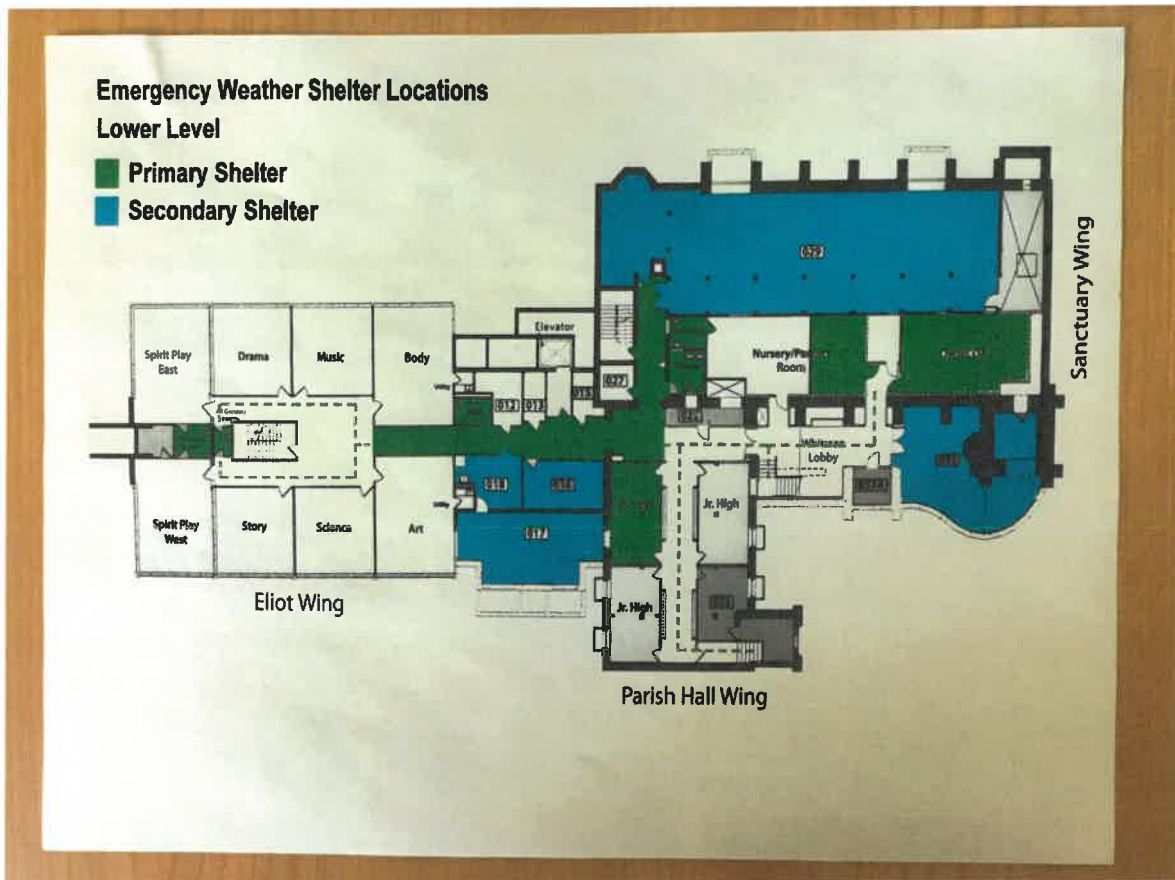 Emergency Weather Shelter Locations
Lower Level
Primary Shelter
Secondary Shelter
029
Sanctuary Wing
Elevator
Spirit Play
East
Drama
Music
Body
Nursery/
Room
027
012
013
015
Lobby
018
016
Jr. High
Spirit Play
West
Story
Science
Art
017
Eliot Wing
Jr. High
Parish Hall Wing